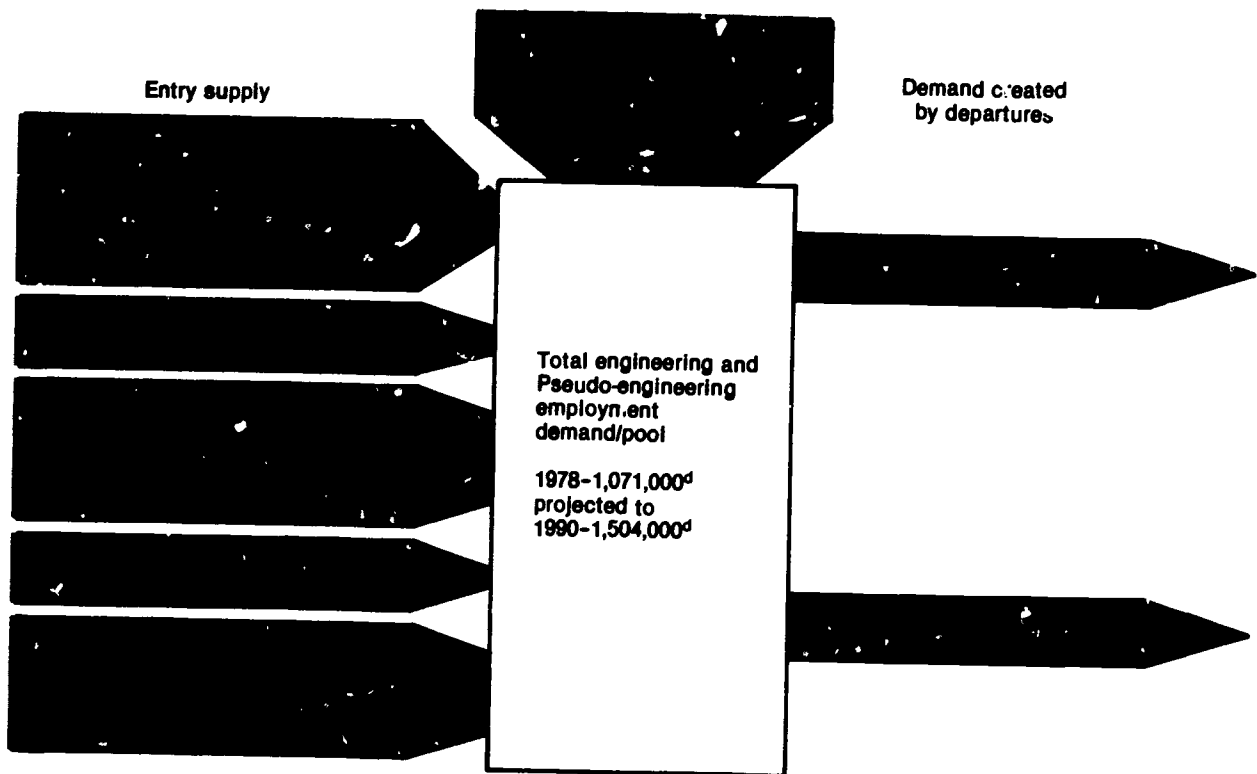 Entry supply
Demand created
by departures
Total engineering and
Pseudo-engineering
employment
demand/pool
1978-1,071,000ᵈ
projected to
1990-1,504,000ᵈ